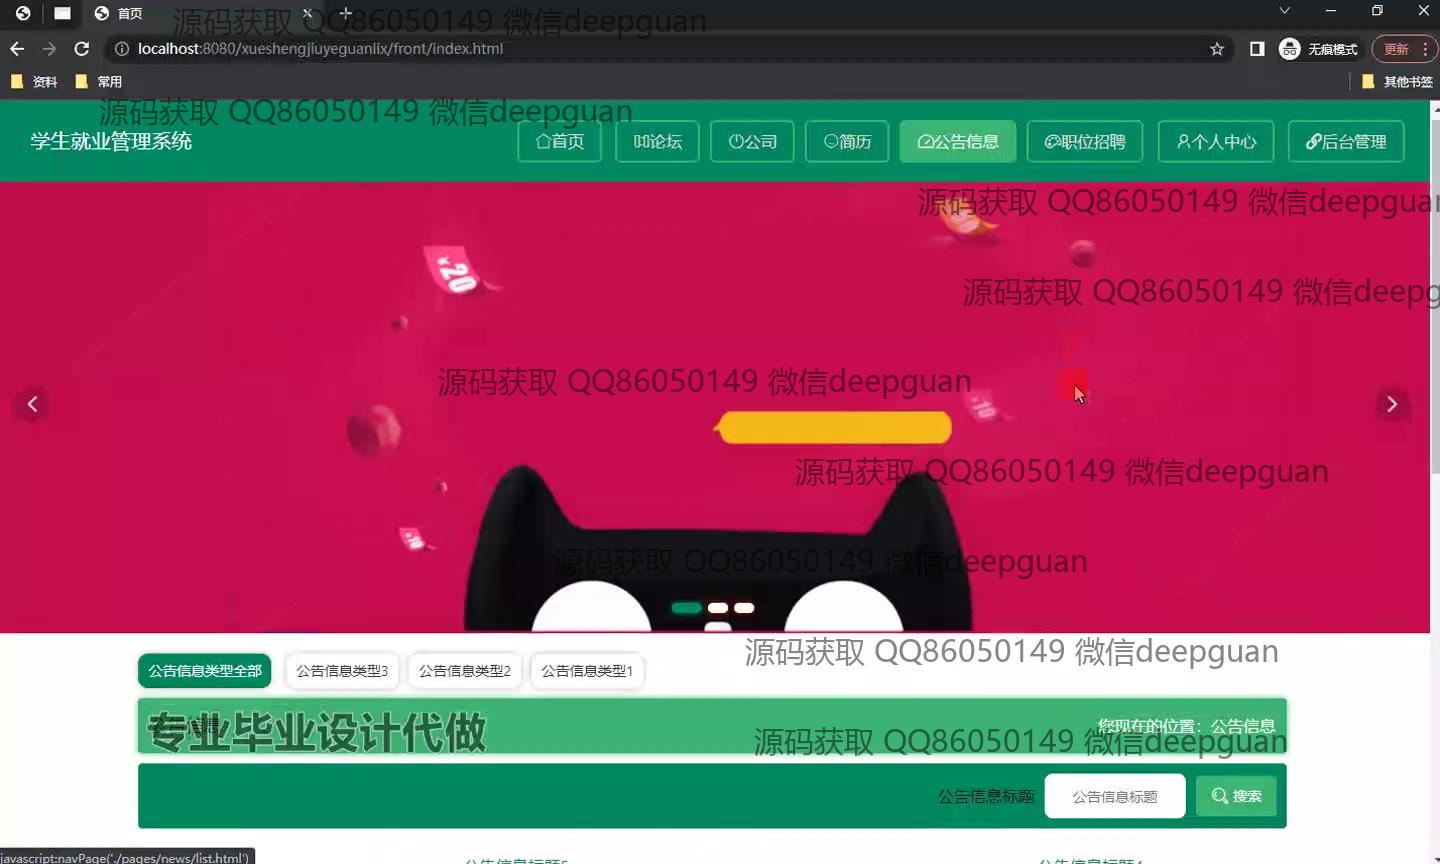 首页
源码获取 QQ86050149 微信deepguan
localhost:8080/xueshengjiuyeguanlix/front/index.html
无痕模式
更新
资料
常用
其他书签
源码获取 QQ86050149 微信deepguan
学生就业管理系统
首页
论坛
公司
简历
公告信息
职位招聘
个人中心
后台管理
源码获取 QQ86050149 微信deepguan
¥20
源码获取 QQ86050149 微信deepg
源码获取 QQ86050149 微信deepguan
源码获取 QQ86050149 微信deepguan
源码获取 QQ86050149 微信deepguan
源码获取 QQ86050149 微信deepguan
公告信息类型全部
公告信息类型3
公告信息类型2
公告信息类型1
专业毕业设计代做
您现在的位置：公告信息
源码获取 QQ86050149 微信deepguan
公告信息标题
公告信息标题
搜索
javascript:navPage('./pages/news/list.html')